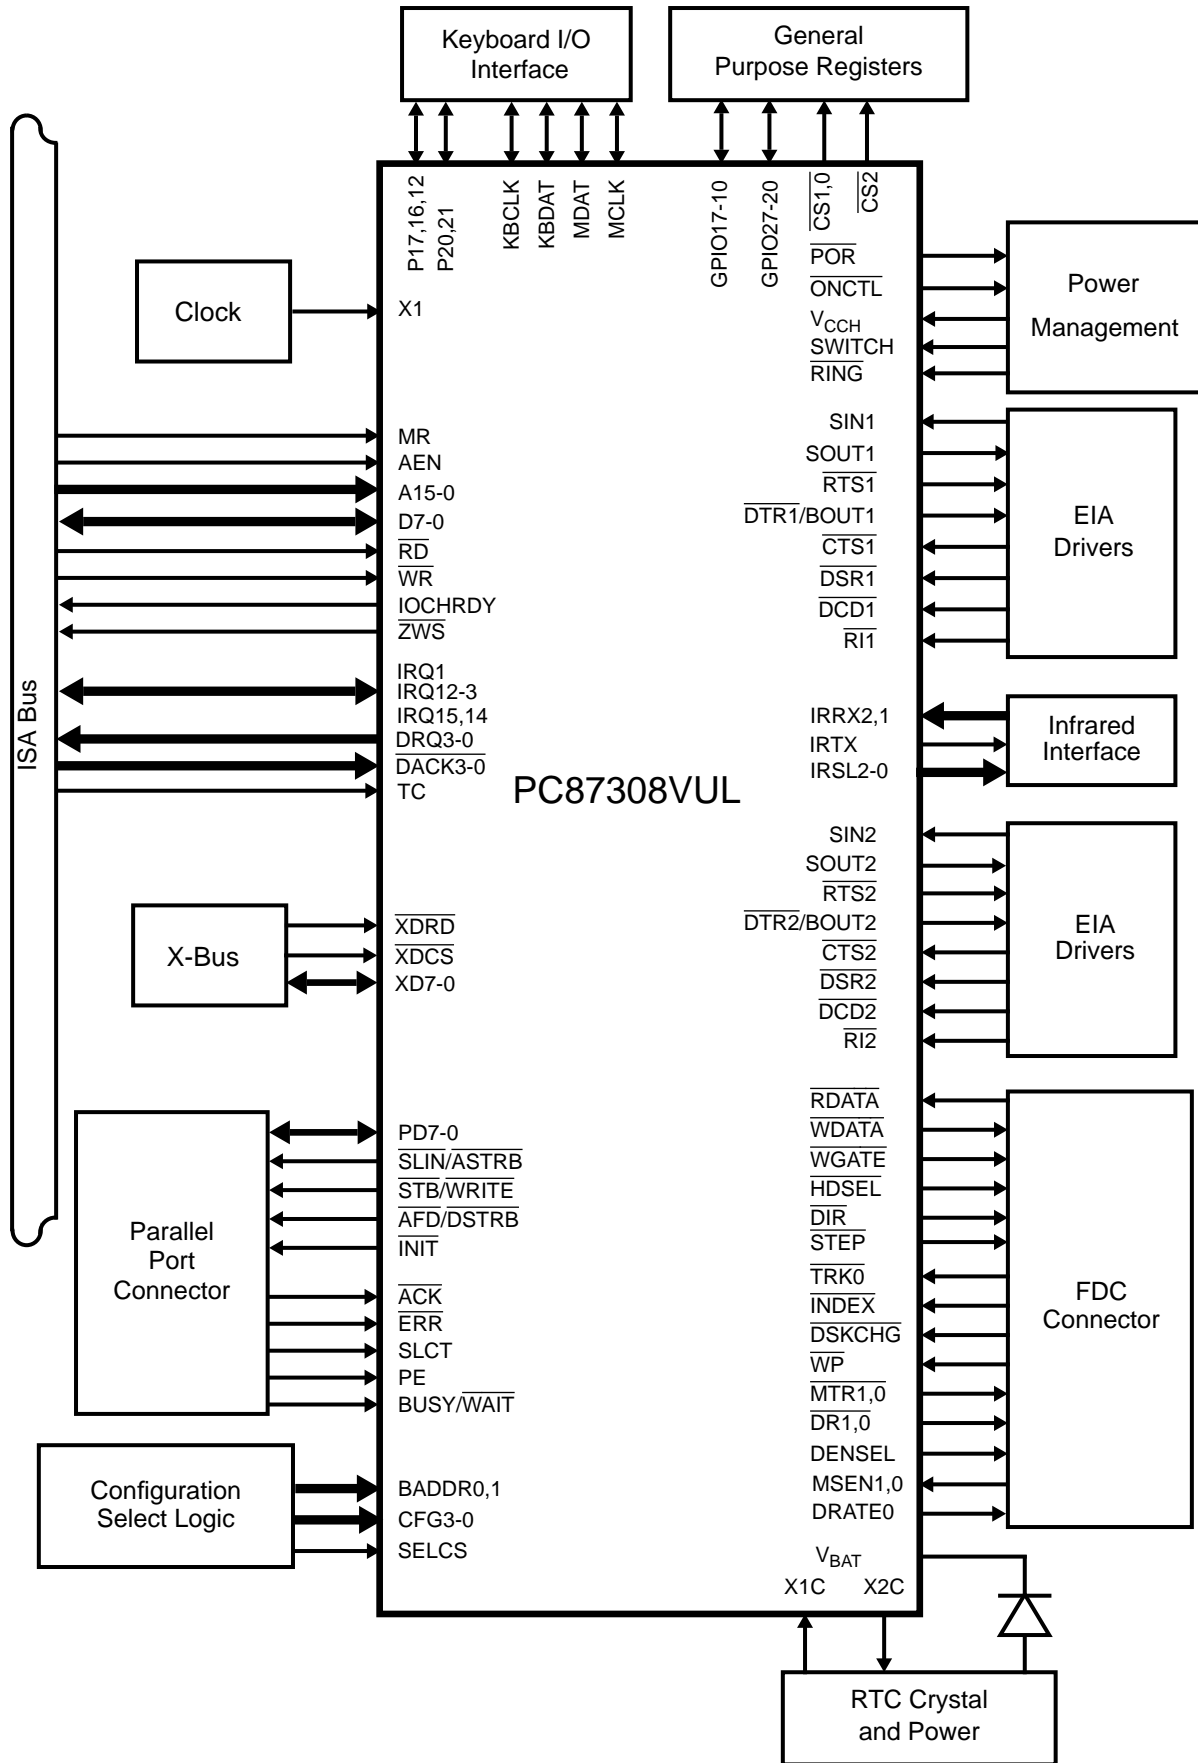 Keyboard I/O
Interface
General
Purpose Registers
P17,16,12
P20,21
KBCLK
KBDAT
MDAT
MCLK
GPIO17-10
GPIO27-20
CS1,0
CS2
Clock
X1
POR
ONCTL
VCCH
SWITCH
RING
Power
Management
ISA Bus
MR
AEN
A15-0
D7-0
RD
WR
IOCHRDY
ZWS
IRQ1
IRQ12-3
IRQ15,14
DRQ3-0
DACK3-0
TC
SIN1
SOUT1
RTS1
DTR1/BOUT1
CTS1
DSR1
DCD1
RI1
EIA
Drivers
IRRX2,1
IRTX
IRSL2-0
Infrared
Interface
PC87308VUL
SIN2
SOUT2
RTS2
DTR2/BOUT2
CTS2
DSR2
DCD2
RI2
EIA
Drivers
X-Bus
XDRD
XDCS
XD7-0
Parallel
Port
Connector
PD7-0
SLIN/ASTRB
STB/WRITE
AFD/DSTRB
INIT
ACK
ERR
SLCT
PE
BUSY/WAIT
RDATA
WDATA
WGATE
HDSEL
DIR
STEP
TRK0
INDEX
DSKCHG
WP
MTR1,0
DR1,0
DENSEL
MSEN1,0
DRATE0
FDC
Connector
Configuration
Select Logic
BADDR0,1
CFG3-0
SELCS
VBAT
X1C
X2C
RTC Crystal
and Power